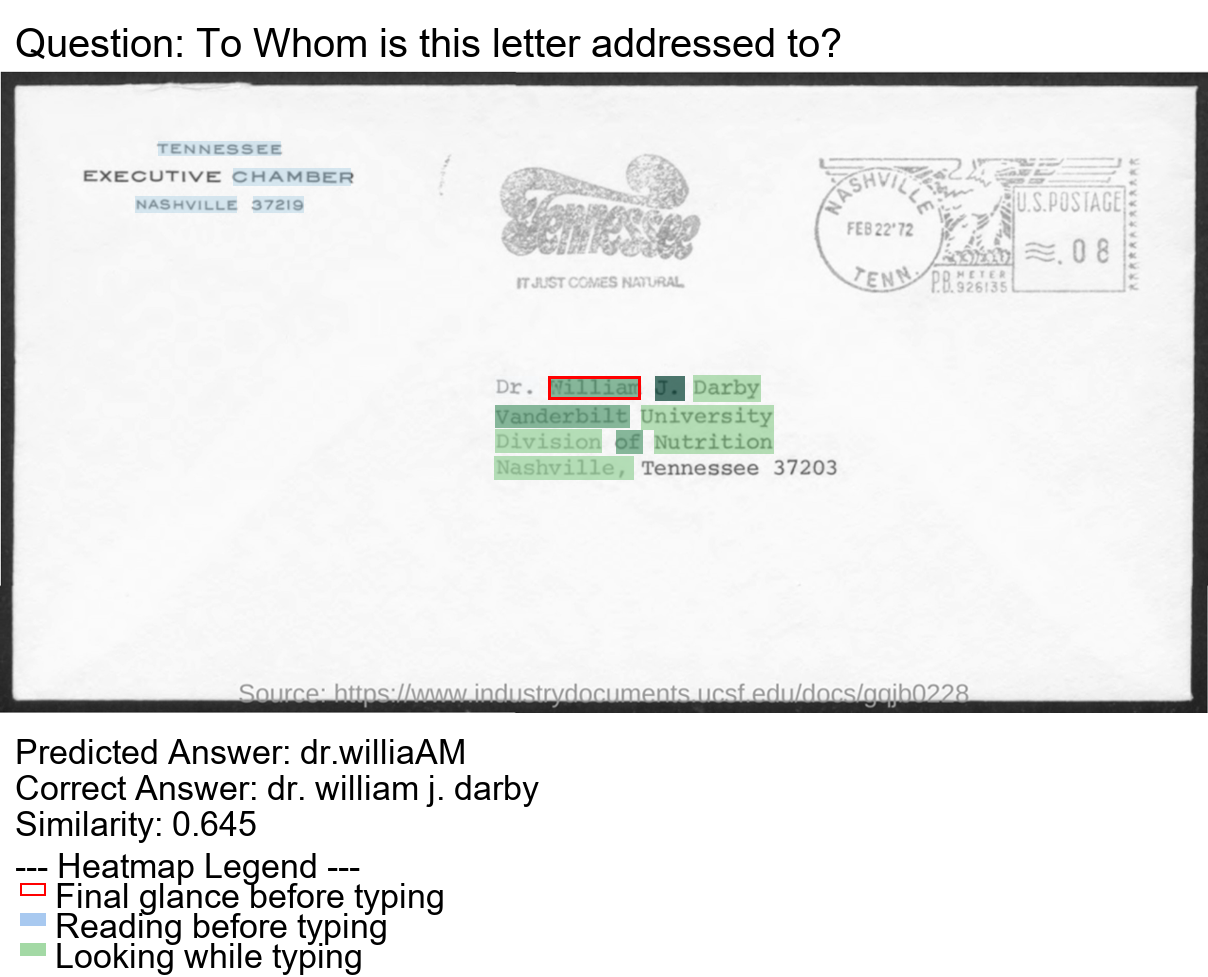 Question: To Whom is this letter addressed to?
TENNESSEE
EXECUTIVE CHAMBER
NASHVILLE 37219
Tennessee
IT JUST COMES NATURAL.
NASHVILLE
FEB 22 '72
TENN.
U.S. POSTAGE
.08
P.B. METER
926135
Dr. William J. Darby
Vanderbilt University
Division of Nutrition
Nashville, Tennessee 37203
Source: https://www.industrydocuments.ucsf.edu/docs/gqjb0228
Predicted Answer: dr.williaAM
Correct Answer: dr. william j. darby
Similarity: 0.645
--- Heatmap Legend ---
Final glance before typing
Reading before typing
Looking while typing